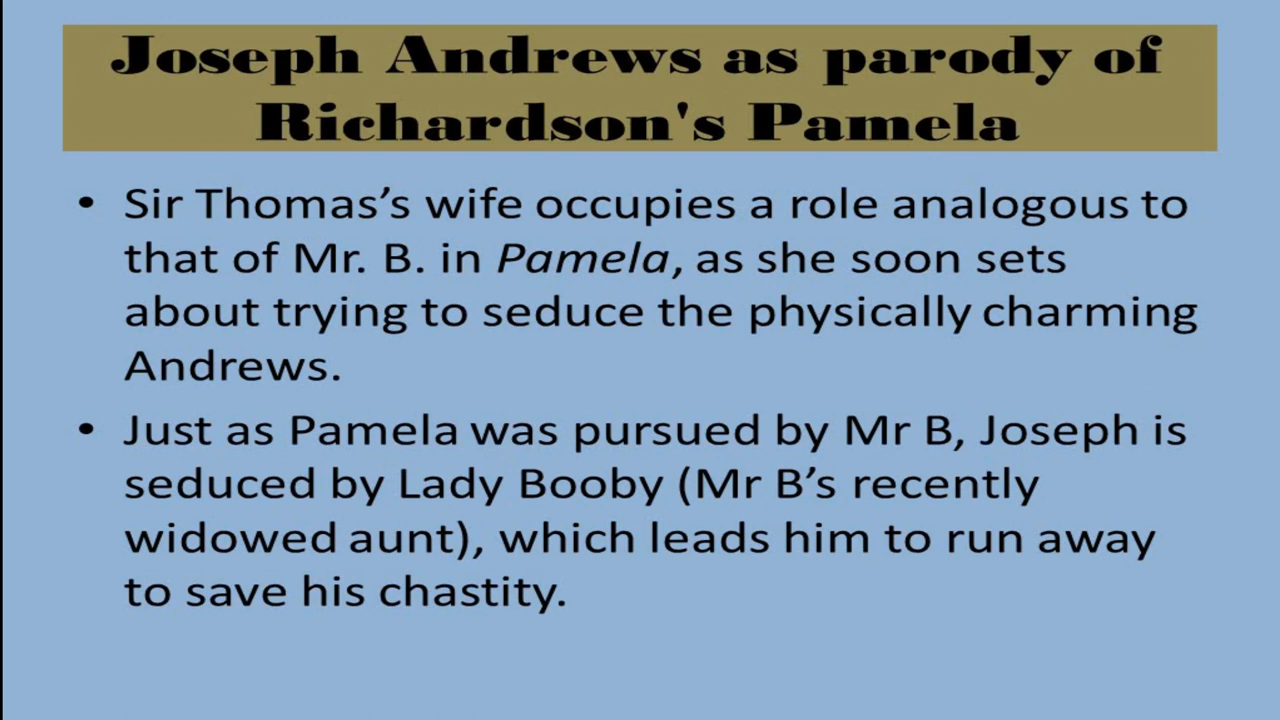 Joseph Andrews as parody of
Richardson's Pamela
• Sir Thomas’s wife occupies a role analogous to
that of Mr. B. in Pamela, as she soon sets
about trying to seduce the physically charming
Andrews.
• Just as Pamela was pursued by Mr B, Joseph is
seduced by Lady Booby (Mr B’s recently
widowed aunt), which leads him to run away
to save his chastity.